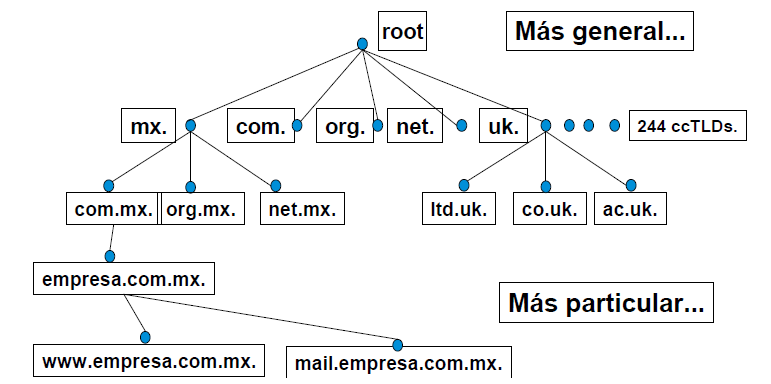 root
Más general...
mx.
com.
org.
net.
uk.
244 ccTLDs.
com.mx.
org.mx.
net.mx.
ltd.uk.
co.uk.
ac.uk.
empresa.com.mx.
Más particular...
www.empresa.com.mx.
mail.empresa.com.mx.